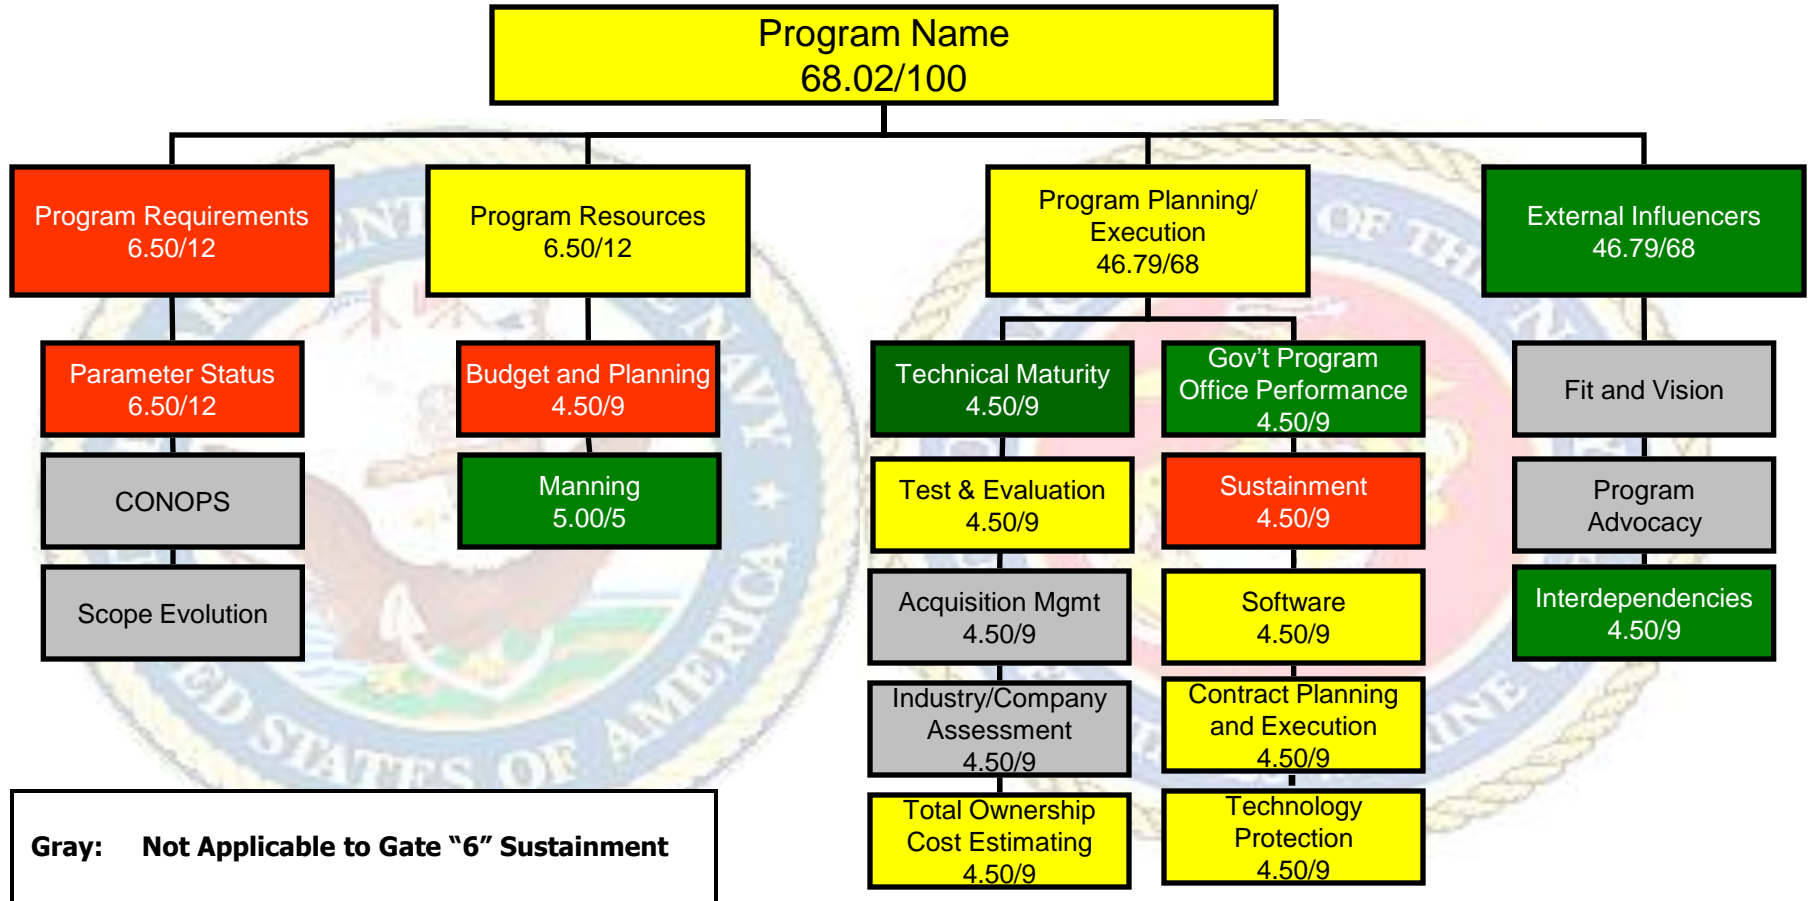 Program Name
68.02/100
Program Requirements
6.50/12
Program Resources
6.50/12
Program Planning/
Execution
46.79/68
External Influencers
46.79/68
Parameter Status
6.50/12
CONOPS
Scope Evolution
Budget and Planning
4.50/9
Manning
5.00/5
Technical Maturity
4.50/9
Test & Evaluation
4.50/9
Acquisition Mgmt
4.50/9
Industry/Company
Assessment
4.50/9
Total Ownership
Cost Estimating
4.50/9
Gov’t Program
Office Performance
4.50/9
Sustainment
4.50/9
Software
4.50/9
Contract Planning
and Execution
4.50/9
Technology
Protection
4.50/9
Fit and Vision
Program
Advocacy
Interdependencies
4.50/9
Gray: Not Applicable to Gate “6” Sustainment